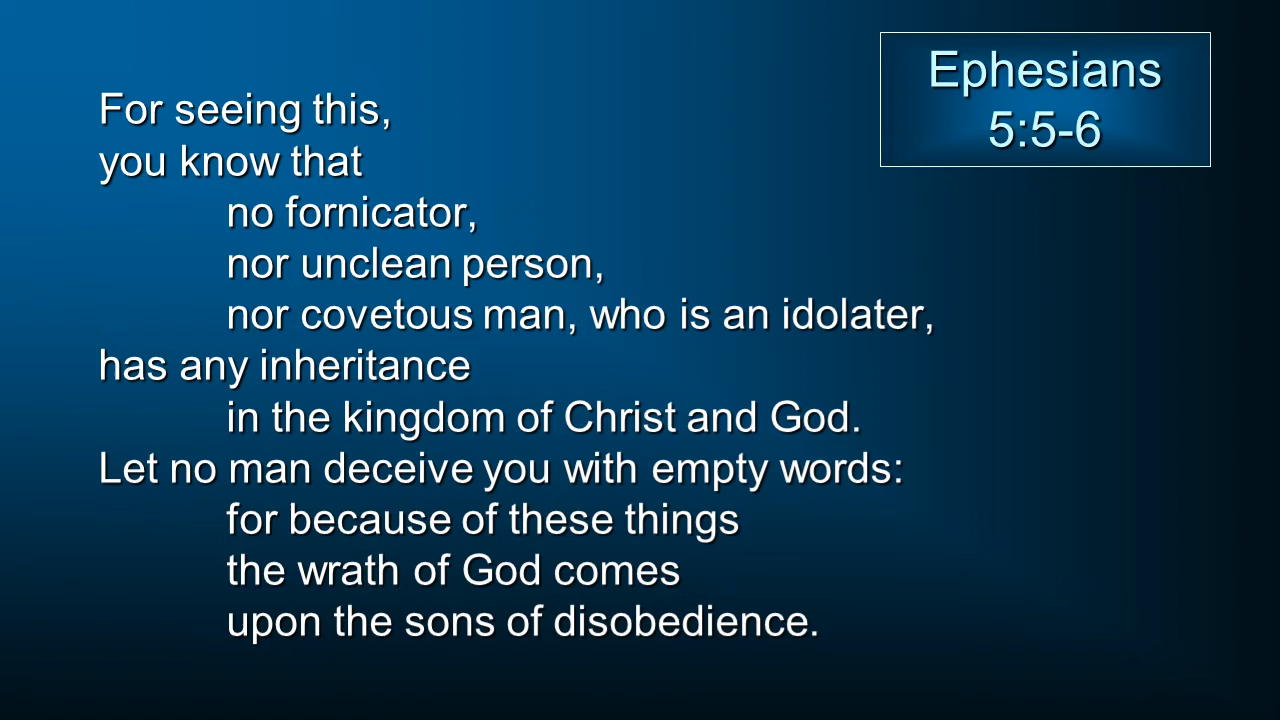 Ephesians
5:5-6
For seeing this,
you know that
no fornicator,
nor unclean person,
nor covetous man, who is an idolater,
has any inheritance
in the kingdom of Christ and God.
Let no man deceive you with empty words:
for because of these things
the wrath of God comes
upon the sons of disobedience.